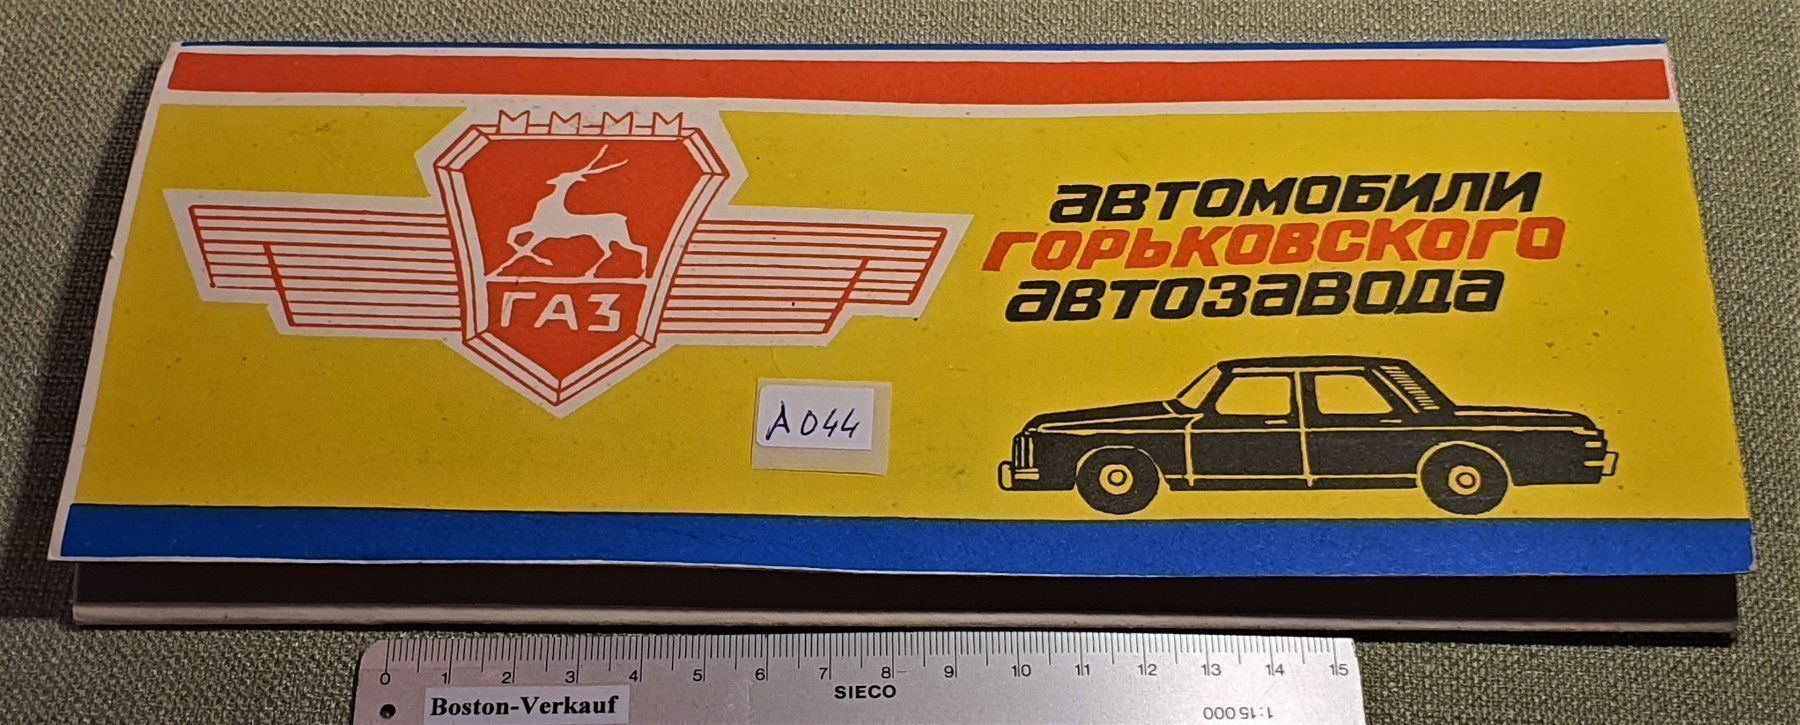 ГАЗ
автомобили
горьковского
автозавода
A044
0 1 2 3 4 5 6 7 8 9 10 11 12 13 14 15
SIECO
Boston-Verkauf
1:15 000